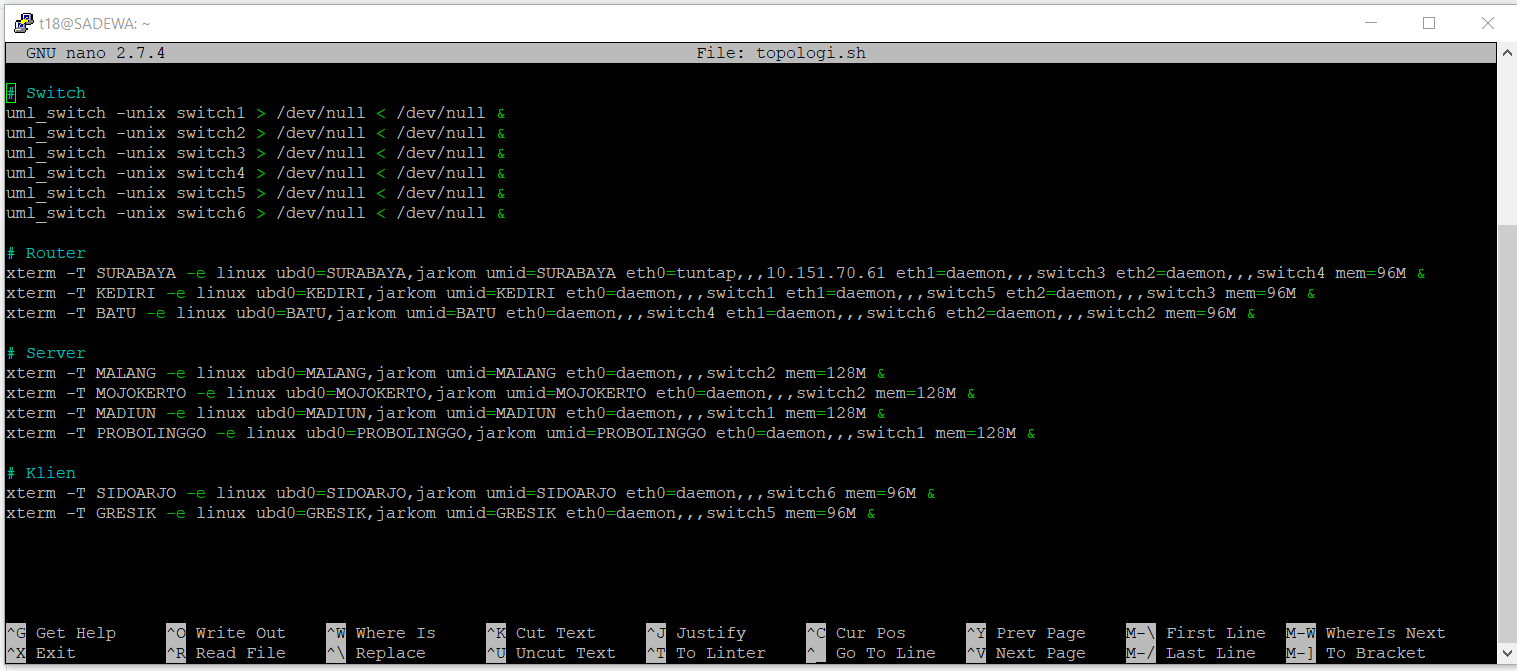 t18@SADEWA: ~
GNU nano 2.7.4 File: topologi.sh
# Switch
uml_switch -unix switch1 > /dev/null < /dev/null &
uml_switch -unix switch2 > /dev/null < /dev/null &
uml_switch -unix switch3 > /dev/null < /dev/null &
uml_switch -unix switch4 > /dev/null < /dev/null &
uml_switch -unix switch5 > /dev/null < /dev/null &
uml_switch -unix switch6 > /dev/null < /dev/null &
# Router
xterm -T SURABAYA -e linux ubd0=SURABAYA,jarkom umid=SURABAYA eth0=tuntap,,,10.151.70.61 eth1=daemon,,,switch3 eth2=daemon,,,switch4 mem=96M &
xterm -T KEDIRI -e linux ubd0=KEDIRI,jarkom umid=KEDIRI eth0=daemon,,,switch1 eth1=daemon,,,switch5 eth2=daemon,,,switch3 mem=96M &
xterm -T BATU -e linux ubd0=BATU,jarkom umid=BATU eth0=daemon,,,switch4 eth1=daemon,,,switch6 eth2=daemon,,,switch2 mem=96M &
# Server
xterm -T MALANG -e linux ubd0=MALANG,jarkom umid=MALANG eth0=daemon,,,switch2 mem=128M &
xterm -T MOJOKERTO -e linux ubd0=MOJOKERTO,jarkom umid=MOJOKERTO eth0=daemon,,,switch2 mem=128M &
xterm -T MADIUN -e linux ubd0=MADIUN,jarkom umid=MADIUN eth0=daemon,,,switch1 mem=128M &
xterm -T PROBOLINGGO -e linux ubd0=PROBOLINGGO,jarkom umid=PROBOLINGGO eth0=daemon,,,switch1 mem=128M &
# Klien
xterm -T SIDOARJO -e linux ubd0=SIDOARJO,jarkom umid=SIDOARJO eth0=daemon,,,switch6 mem=96M &
xterm -T GRESIK -e linux ubd0=GRESIK,jarkom umid=GRESIK eth0=daemon,,,switch5 mem=96M &
^G Get Help ^O Write Out ^W Where Is ^K Cut Text ^J Justify ^C Cur Pos ^Y Prev Page M-\ First Line M-W WhereIs Next
^X Exit ^R Read File ^\ Replace ^U Uncut Text ^T To Linter ^_ Go To Line ^V Next Page M-/ Last Line M-] To Bracket